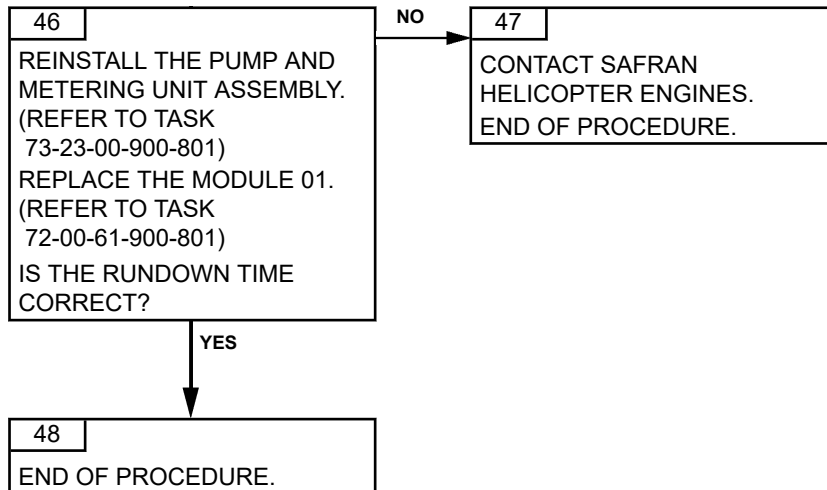 46
REINSTALL THE PUMP AND
METERING UNIT ASSEMBLY.
(REFER TO TASK
73-23-00-900-801)
REPLACE THE MODULE 01.
(REFER TO TASK
72-00-61-900-801)
IS THE RUNDOWN TIME
CORRECT?
NO
47
CONTACT SAFRAN
HELICOPTER ENGINES.
END OF PROCEDURE.
YES
48
END OF PROCEDURE.